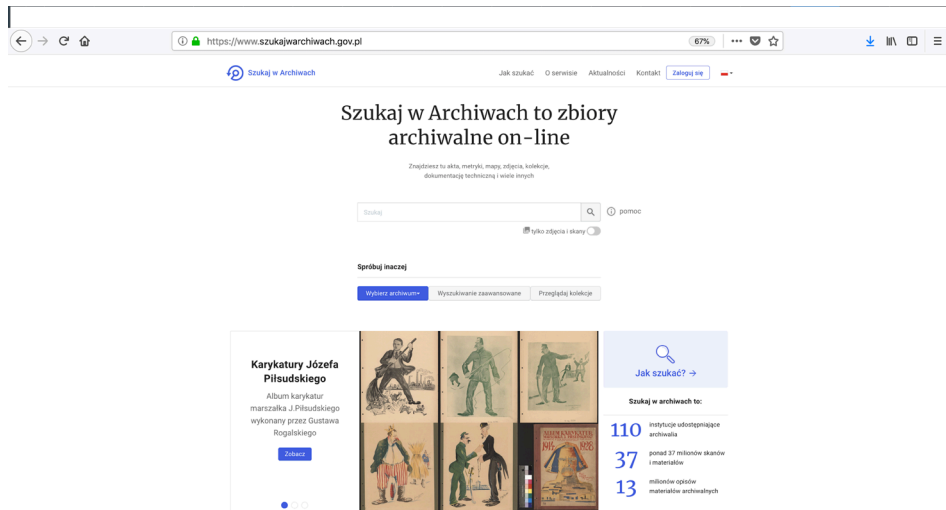 https://www.szukajwarchiwach.gov.pl
67%
Szukaj w Archiwach
Jak szukać O serwisie Aktualności Kontakt Zaloguj się
Szukaj w Archiwach to zbiory
archiwalne on-line
Znajdziesz tu akta, metryki, mapy, zdjęcia, kolekcje,
dokumentację techniczną i wiele innych
Szukaj
pomoc
tylko zdjęcia i skany
Spróbuj inaczej
Wybierz archiwum
Wyszukiwanie zaawansowane
Przeglądaj kolekcje
Karykatury Józefa
Piłsudskiego
Album karykatur
marszałka J.Piłsudskiego
wykonany przez Gustawa
Rogalskiego
Zobacz
Jak szukać? →
Szukaj w archiwach to:
110 instytucje udostępniające
archiwalia
37 ponad 37 milionów skanów
i materiałów
13 milionów opisów
materiałów archiwalnych